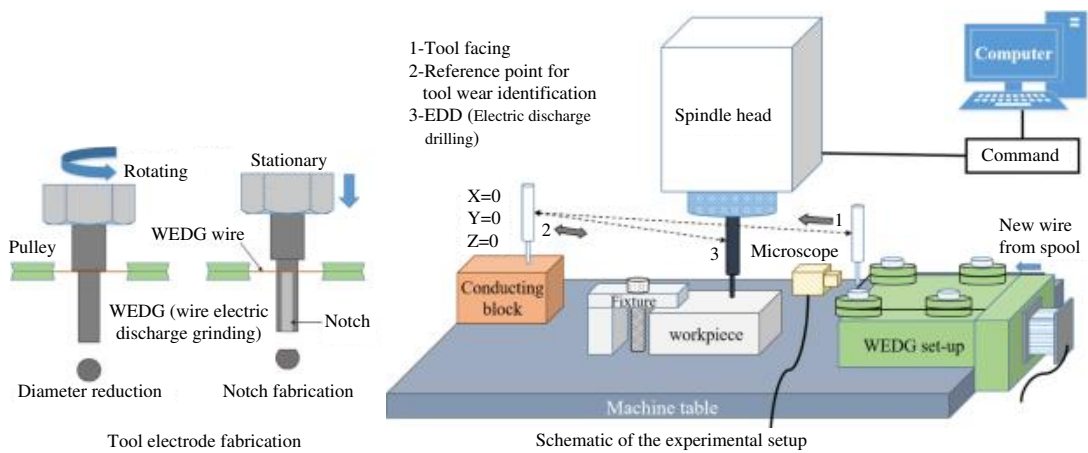 1-Tool facing
2-Reference point for
tool wear identification
3-EDD (Electric discharge
drilling)
Spindle head
Computer
Command
Rotating
Stationary
Pulley
WEDG wire
WEDG (wire electric
discharge grinding)
Notch
Diameter reduction
Notch fabrication
Tool electrode fabrication
X=0
Y=0
Z=0
2
1
3
Microscope
New wire
from spool
Conducting
block
Fixture
workpiece
WEDG set-up
Machine table
Schematic of the experimental setup